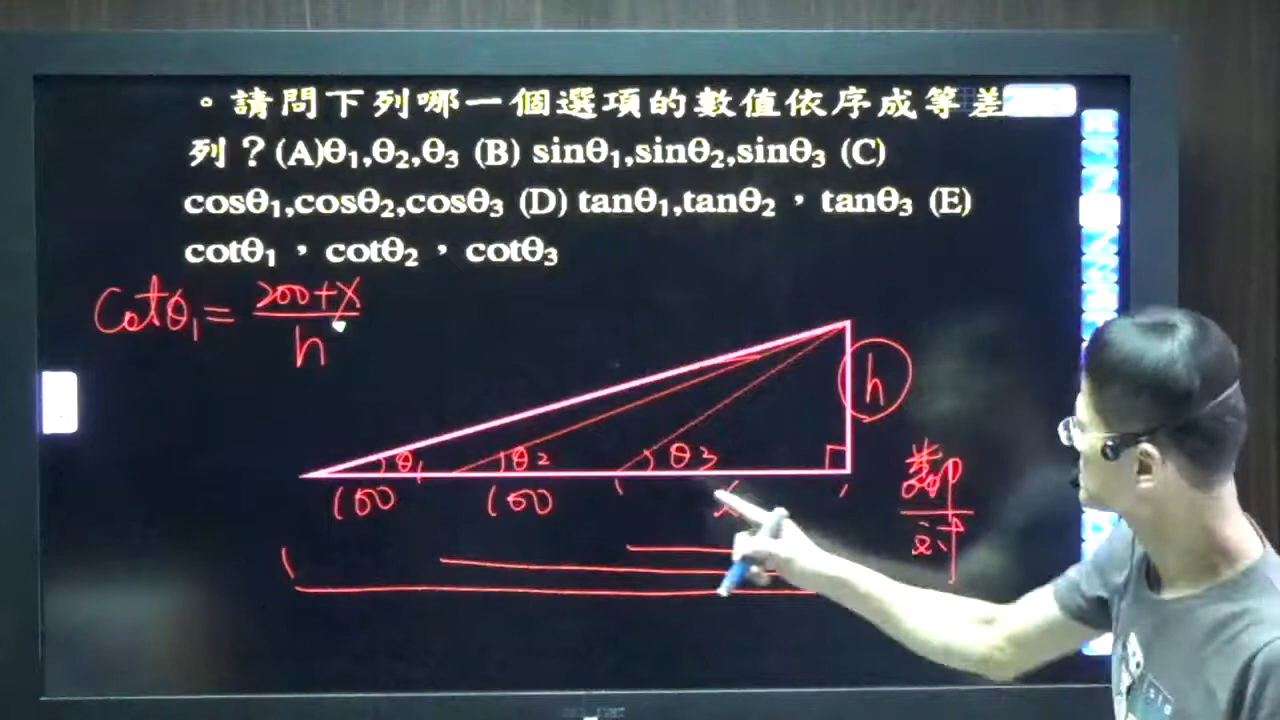 。請問下列哪一個選項的數值依序成等差
列？(A)θ₁,θ₂,θ₃ (B) sinθ₁,sinθ₂,sinθ₃ (C)
cosθ₁,cosθ₂,cosθ₃ (D) tanθ₁,tanθ₂，tanθ₃ (E)
cotθ₁，cotθ₂，cotθ₃
Cotθ₁= 200+x
h
h
θ₁ θ₂ θ3
100 100 x
鄰
對